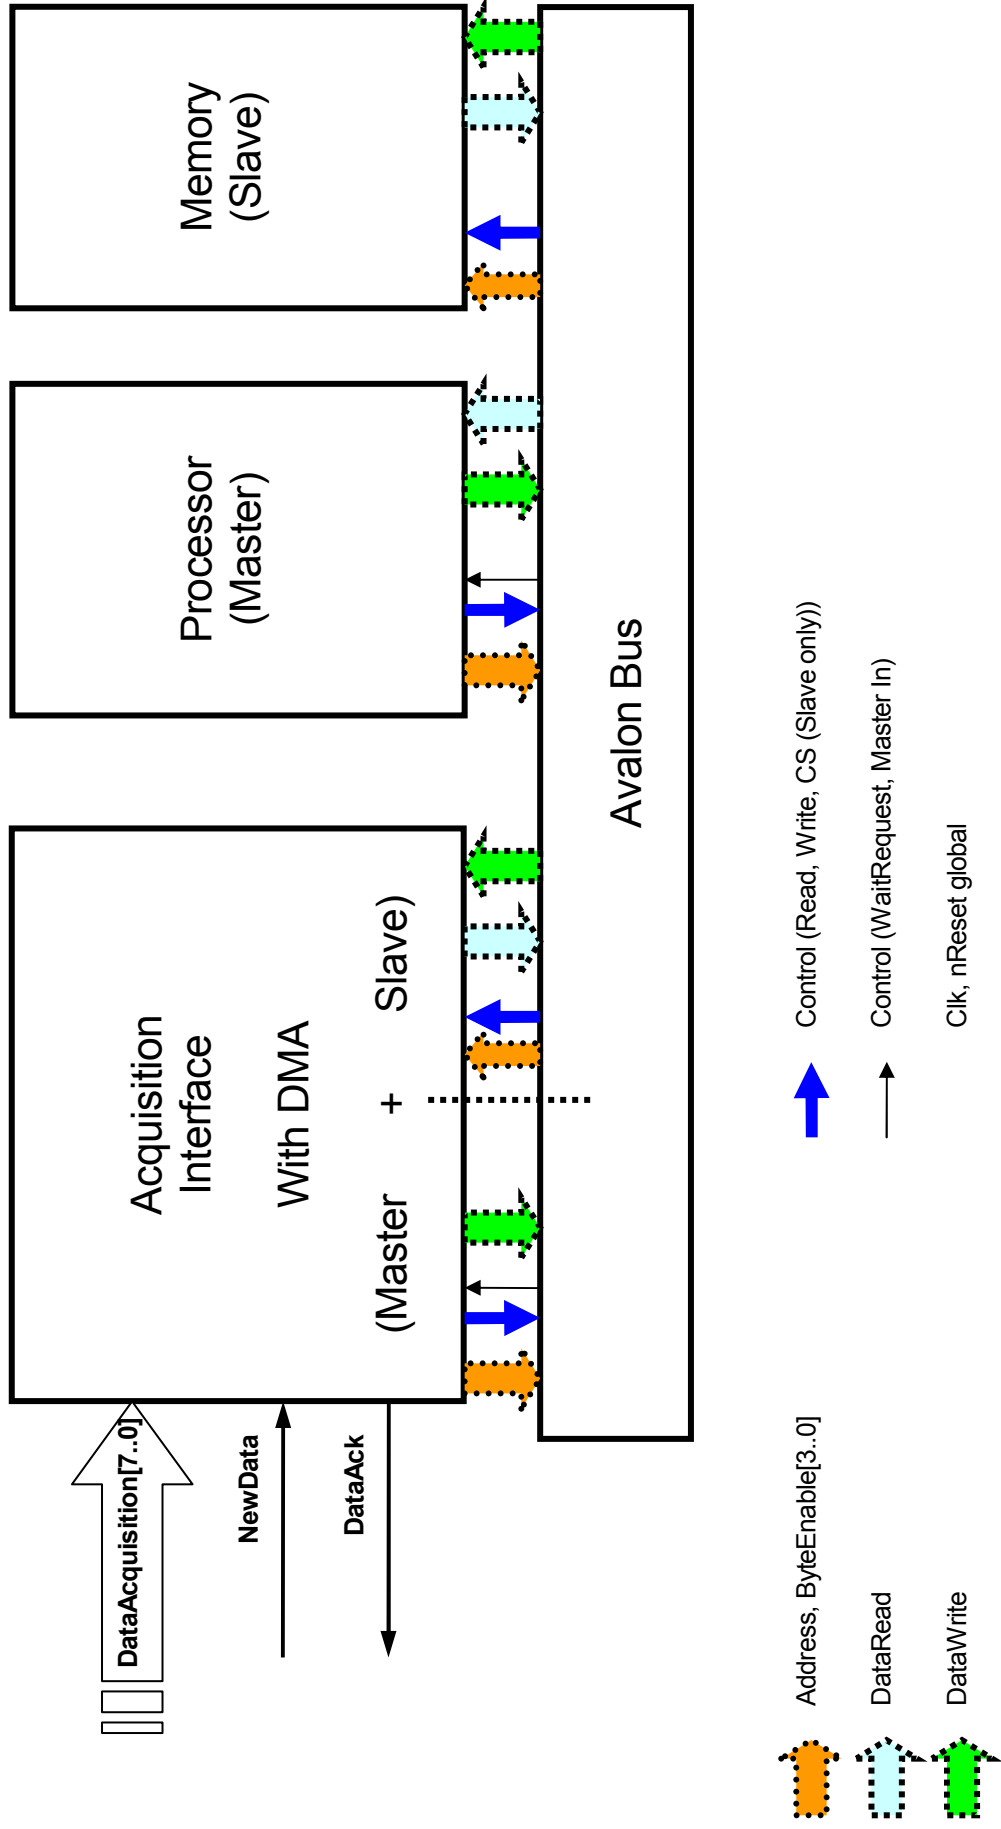 DataAcquisition[7..0]
NewData
DataAck
Acquisition
Interface
With DMA
(Master + Slave)
Processor
(Master)
Memory
(Slave)
Avalon Bus
Address, ByteEnable[3..0]
DataRead
DataWrite
Control (Read, Write, CS (Slave only))
Control (WaitRequest, Master In)
Clk, nReset global